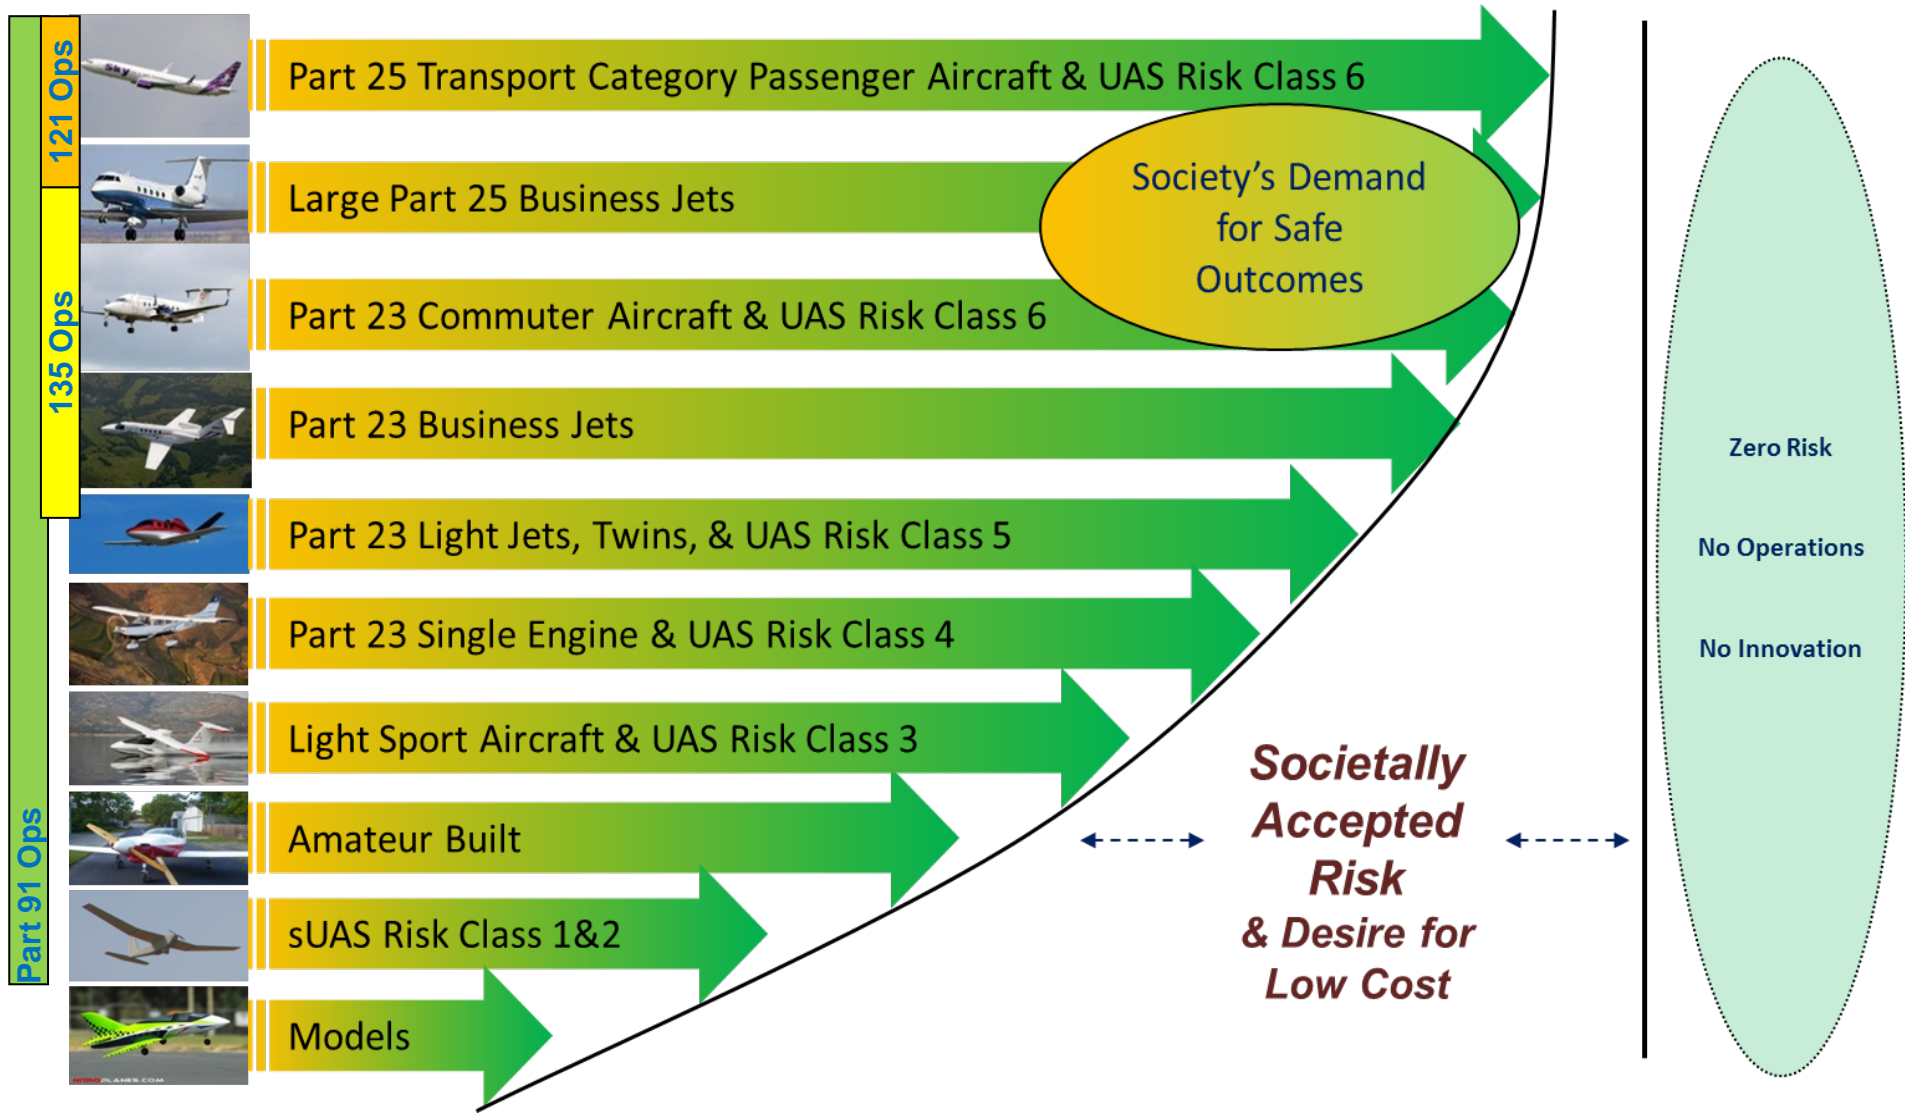 121 Ops
135 Ops
Part 91 Ops
sky
Part 25 Transport Category Passenger Aircraft & UAS Risk Class 6
Large Part 25 Business Jets
Part 23 Commuter Aircraft & UAS Risk Class 6
Part 23 Business Jets
Part 23 Light Jets, Twins, & UAS Risk Class 5
Part 23 Single Engine & UAS Risk Class 4
Light Sport Aircraft & UAS Risk Class 3
Amateur Built
sUAS Risk Class 1&2
Models
NITROPLANES.COM
Society’s Demand
for Safe
Outcomes
Societally
Accepted
Risk
& Desire for
Low Cost
Zero Risk
No Operations
No Innovation